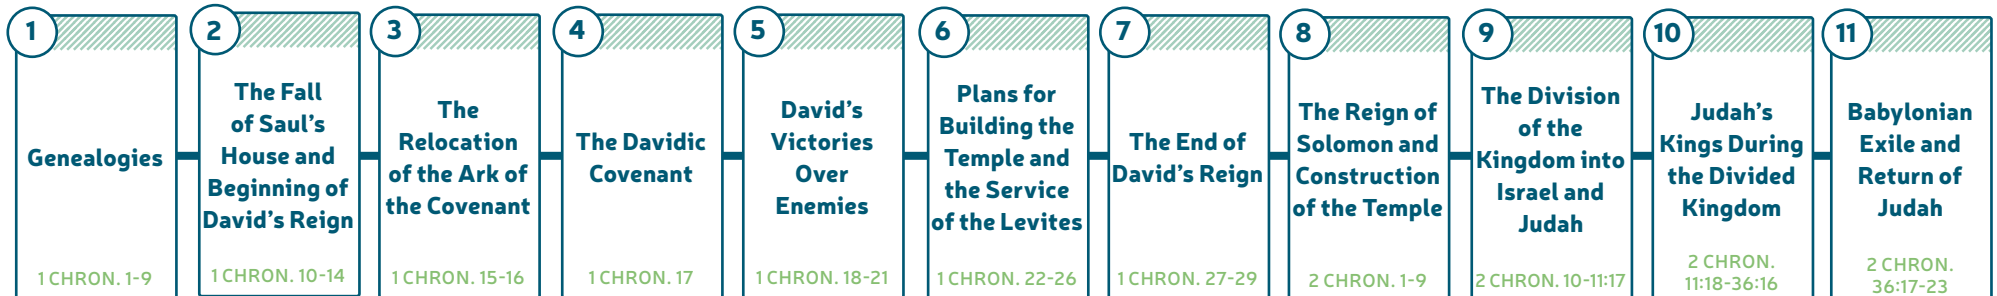 1
Genealogies
1 CHRON. 1-9
2
The Fall
of Saul's
House and
Beginning of
David's Reign
1 CHRON. 10-14
3
The
Relocation
of the Ark of
the Covenant
1 CHRON. 15-16
4
The Davidic
Covenant
1 CHRON. 17
5
David's
Victories
Over
Enemies
1 CHRON. 18-21
6
Plans for
Building the
Temple and
the Service
of the Levites
1 CHRON. 22-26
7
The End of
David's Reign
1 CHRON. 27-29
8
The Reign of
Solomon and
Construction
of the Temple
2 CHRON. 1-9
9
The Division
of the
Kingdom into
Israel and
Judah
2 CHRON. 10-11:17
10
Judah's
Kings During
the Divided
Kingdom
2 CHRON.
11:18-36:16
11
Babylonian
Exile and
Return of
Judah
2 CHRON.
36:17-23